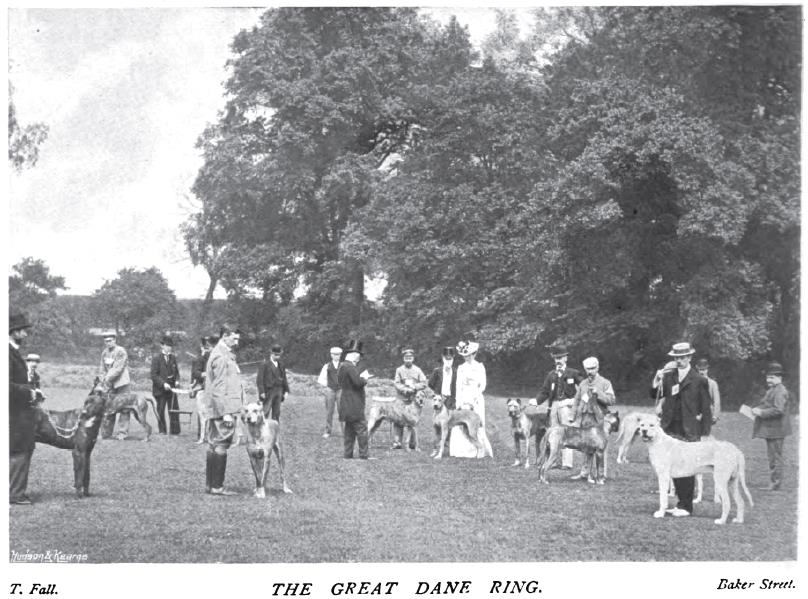 Hudson & Kearns
T. Fall. THE GREAT DANE RING. Baker Street.